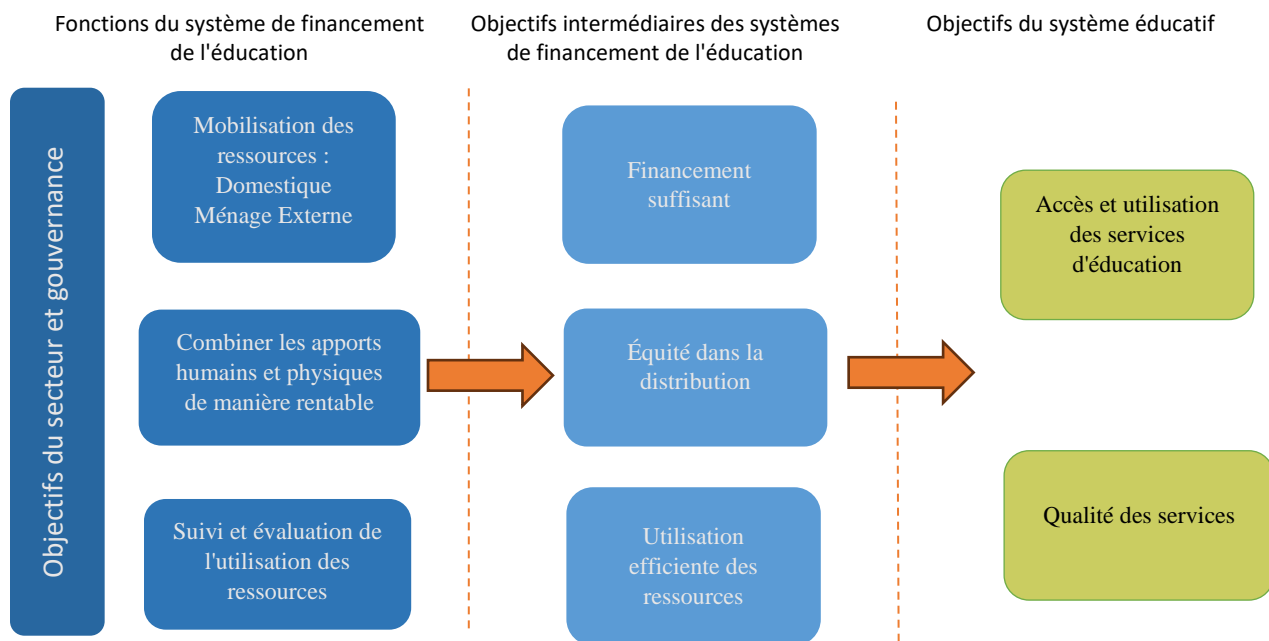 Fonctions du système de financement
de l'éducation
Objectifs intermédiaires des systèmes
de financement de l'éducation
Objectifs du système éducatif
Objectifs du secteur et gouvernance
Mobilisation des
ressources :
Domestique
Ménage Externe
Combiner les apports
humains et physiques
de manière rentable
Suivi et évaluation de
l'utilisation des
ressources
Financement
suffisant
Équité dans la
distribution
Utilisation
efficiente des
ressources
Accès et utilisation
des services
d'éducation
Qualité des services